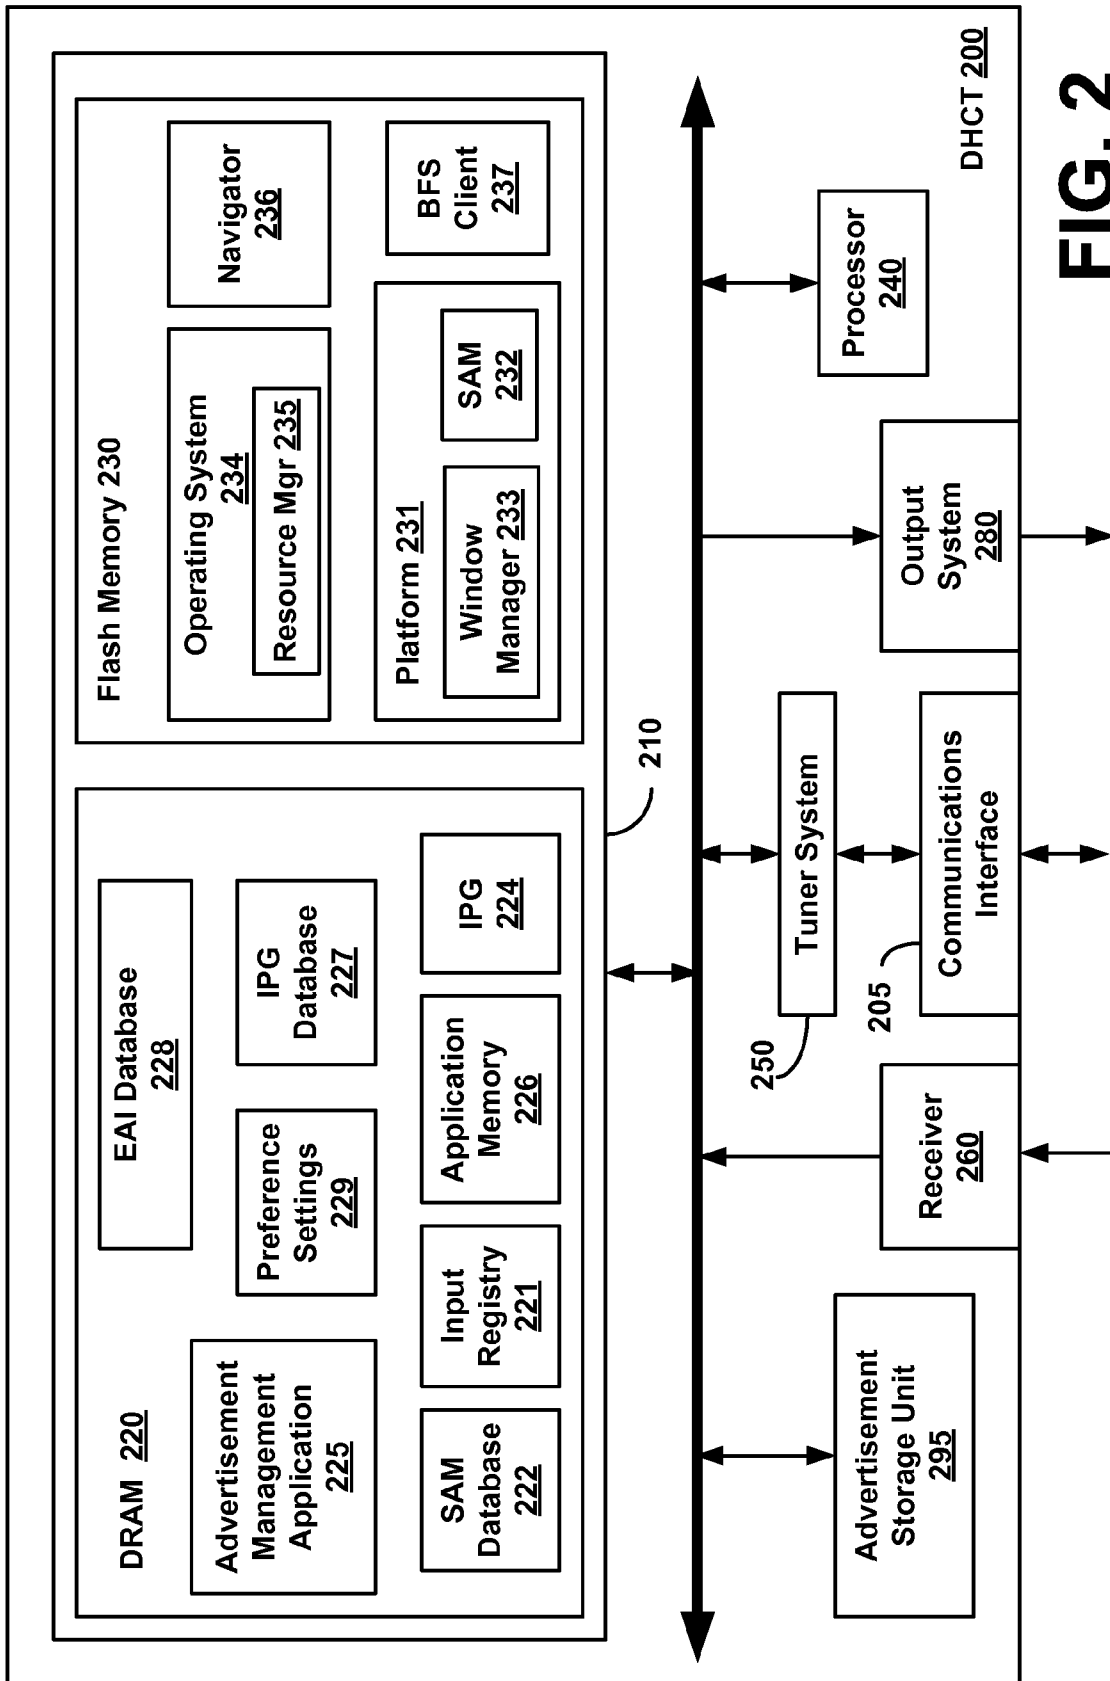 DRAM 220
EAI Database
228
Advertisement
Management
Application
225
Preference
Settings
229
IPG
Database
227
SAM
Database
222
Input
Registry
221
Application
Memory
226
IPG
224
Flash Memory 230
Operating System
234
Resource Mgr 235
Navigator
236
Platform 231
Window
Manager 233
SAM
232
BFS
Client
237
210
Advertisement
Storage Unit
295
Receiver
260
250
Tuner System
205
Communications
Interface
Output
System
280
Processor
240
DHCT 200
FIG. 2